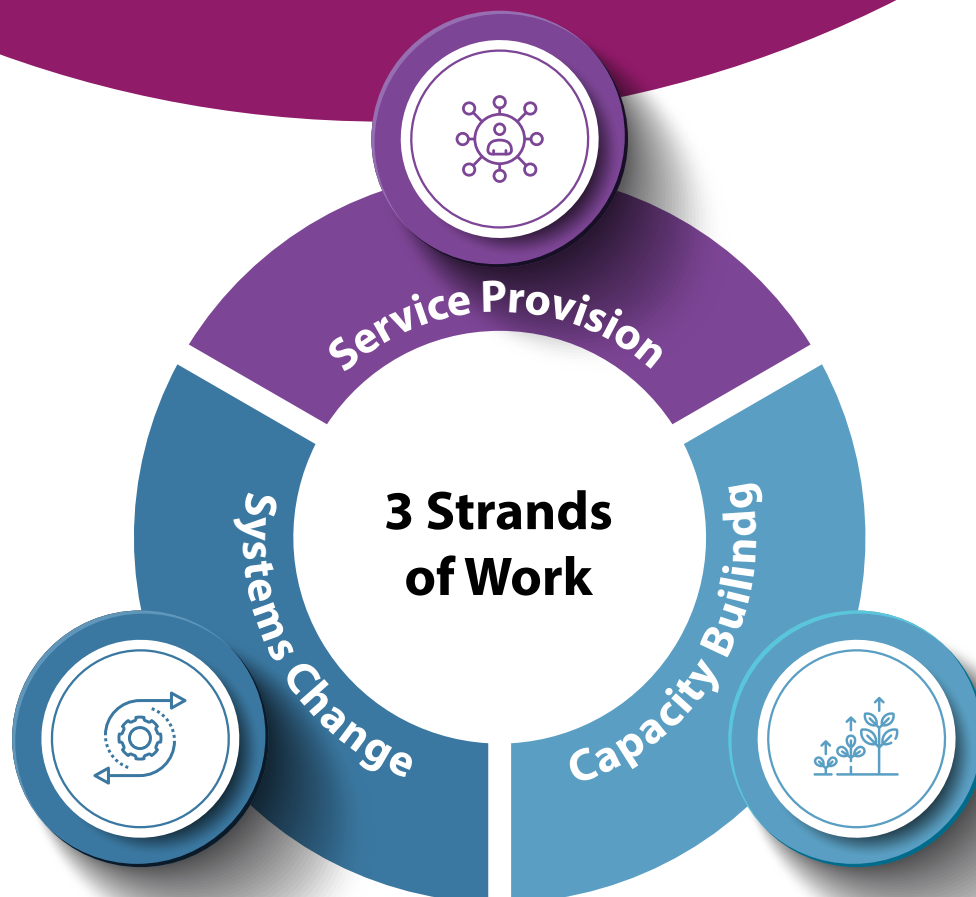 Service Provision
3 Strands
of Work
Systems Change
Capacity Builindg